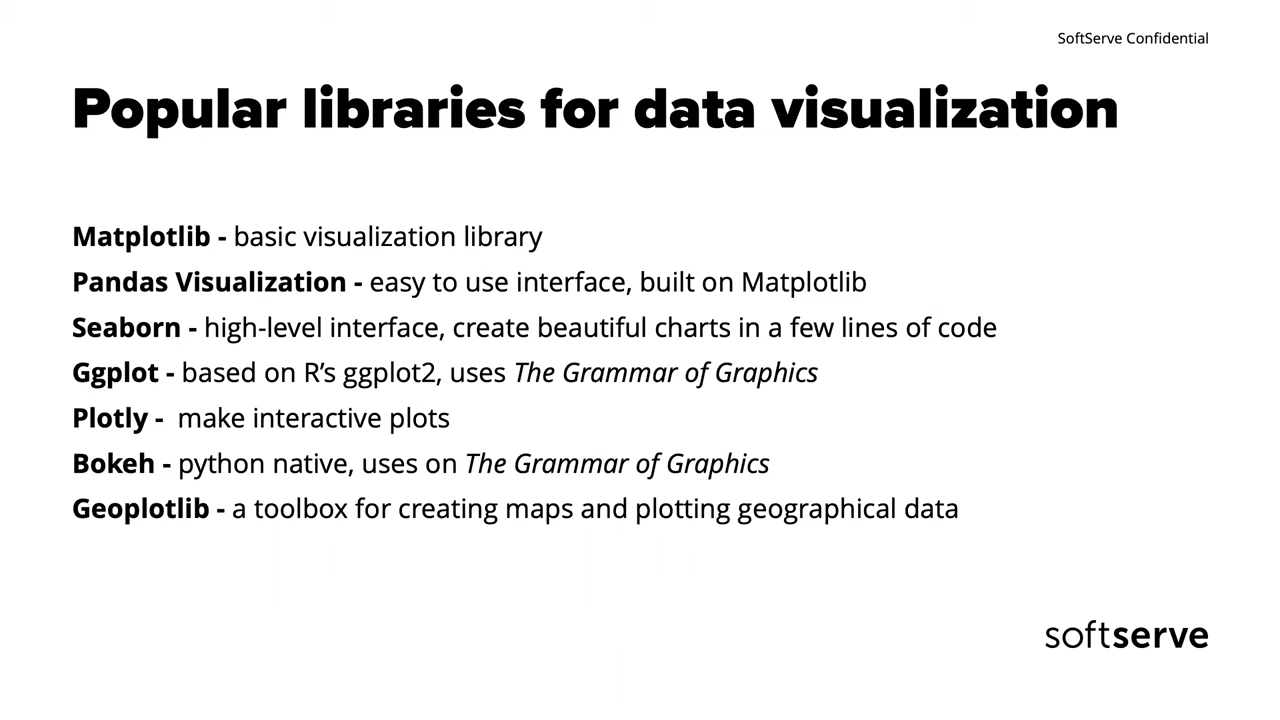 SoftServe Confidential
Popular libraries for data visualization
Matplotlib - basic visualization library
Pandas Visualization - easy to use interface, built on Matplotlib
Seaborn - high-level interface, create beautiful charts in a few lines of code
Ggplot - based on R’s ggplot2, uses The Grammar of Graphics
Plotly -  make interactive plots
Bokeh - python native, uses on The Grammar of Graphics
Geoplotlib - a toolbox for creating maps and plotting geographical data
softserve